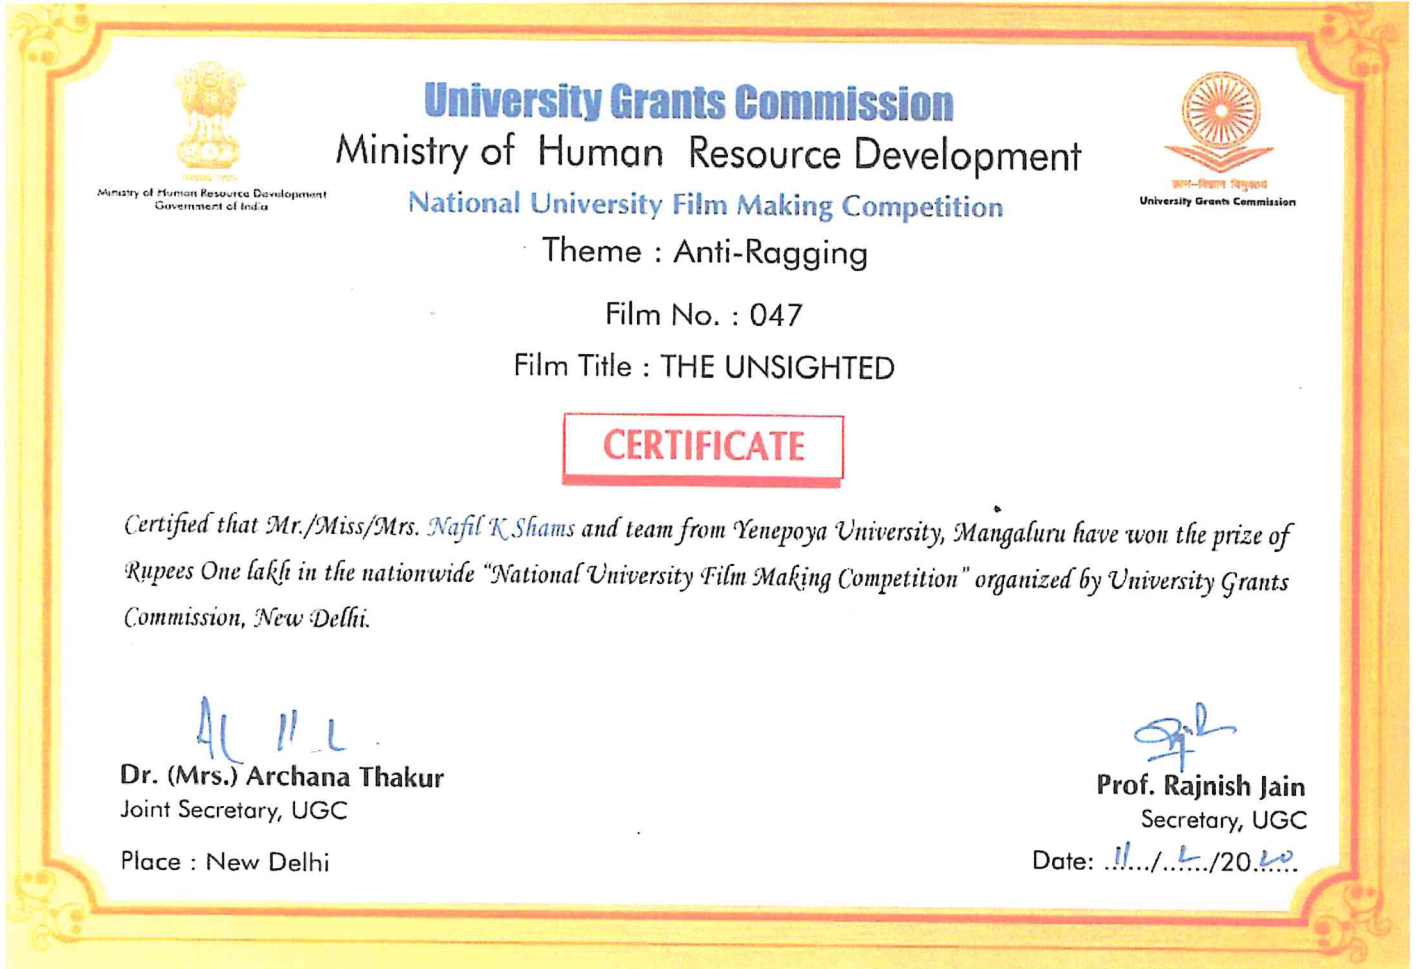 University Grants Commission
Ministry of Human Resource Development
Ministry of Human Resource Development
Government of India
ज्ञान-विज्ञान विमुक्तये
University Grants Commission
National University Film Making Competition
Theme : Anti-Ragging
Film No. : 047
Film Title : THE UNSIGHTED
CERTIFICATE
Certified that Mr./Miss/Mrs. Nafil K Shams and team from Yenepoya University, Mangaluru have won the prize of
Rupees One lakh in the nationwide "National University Film Making Competition" organized by University Grants
Commission, New Delhi.
Dr. (Mrs.) Archana Thakur
Joint Secretary, UGC
Place : New Delhi
Prof. Rajnish Jain
Secretary, UGC
Date: 11/2/2020